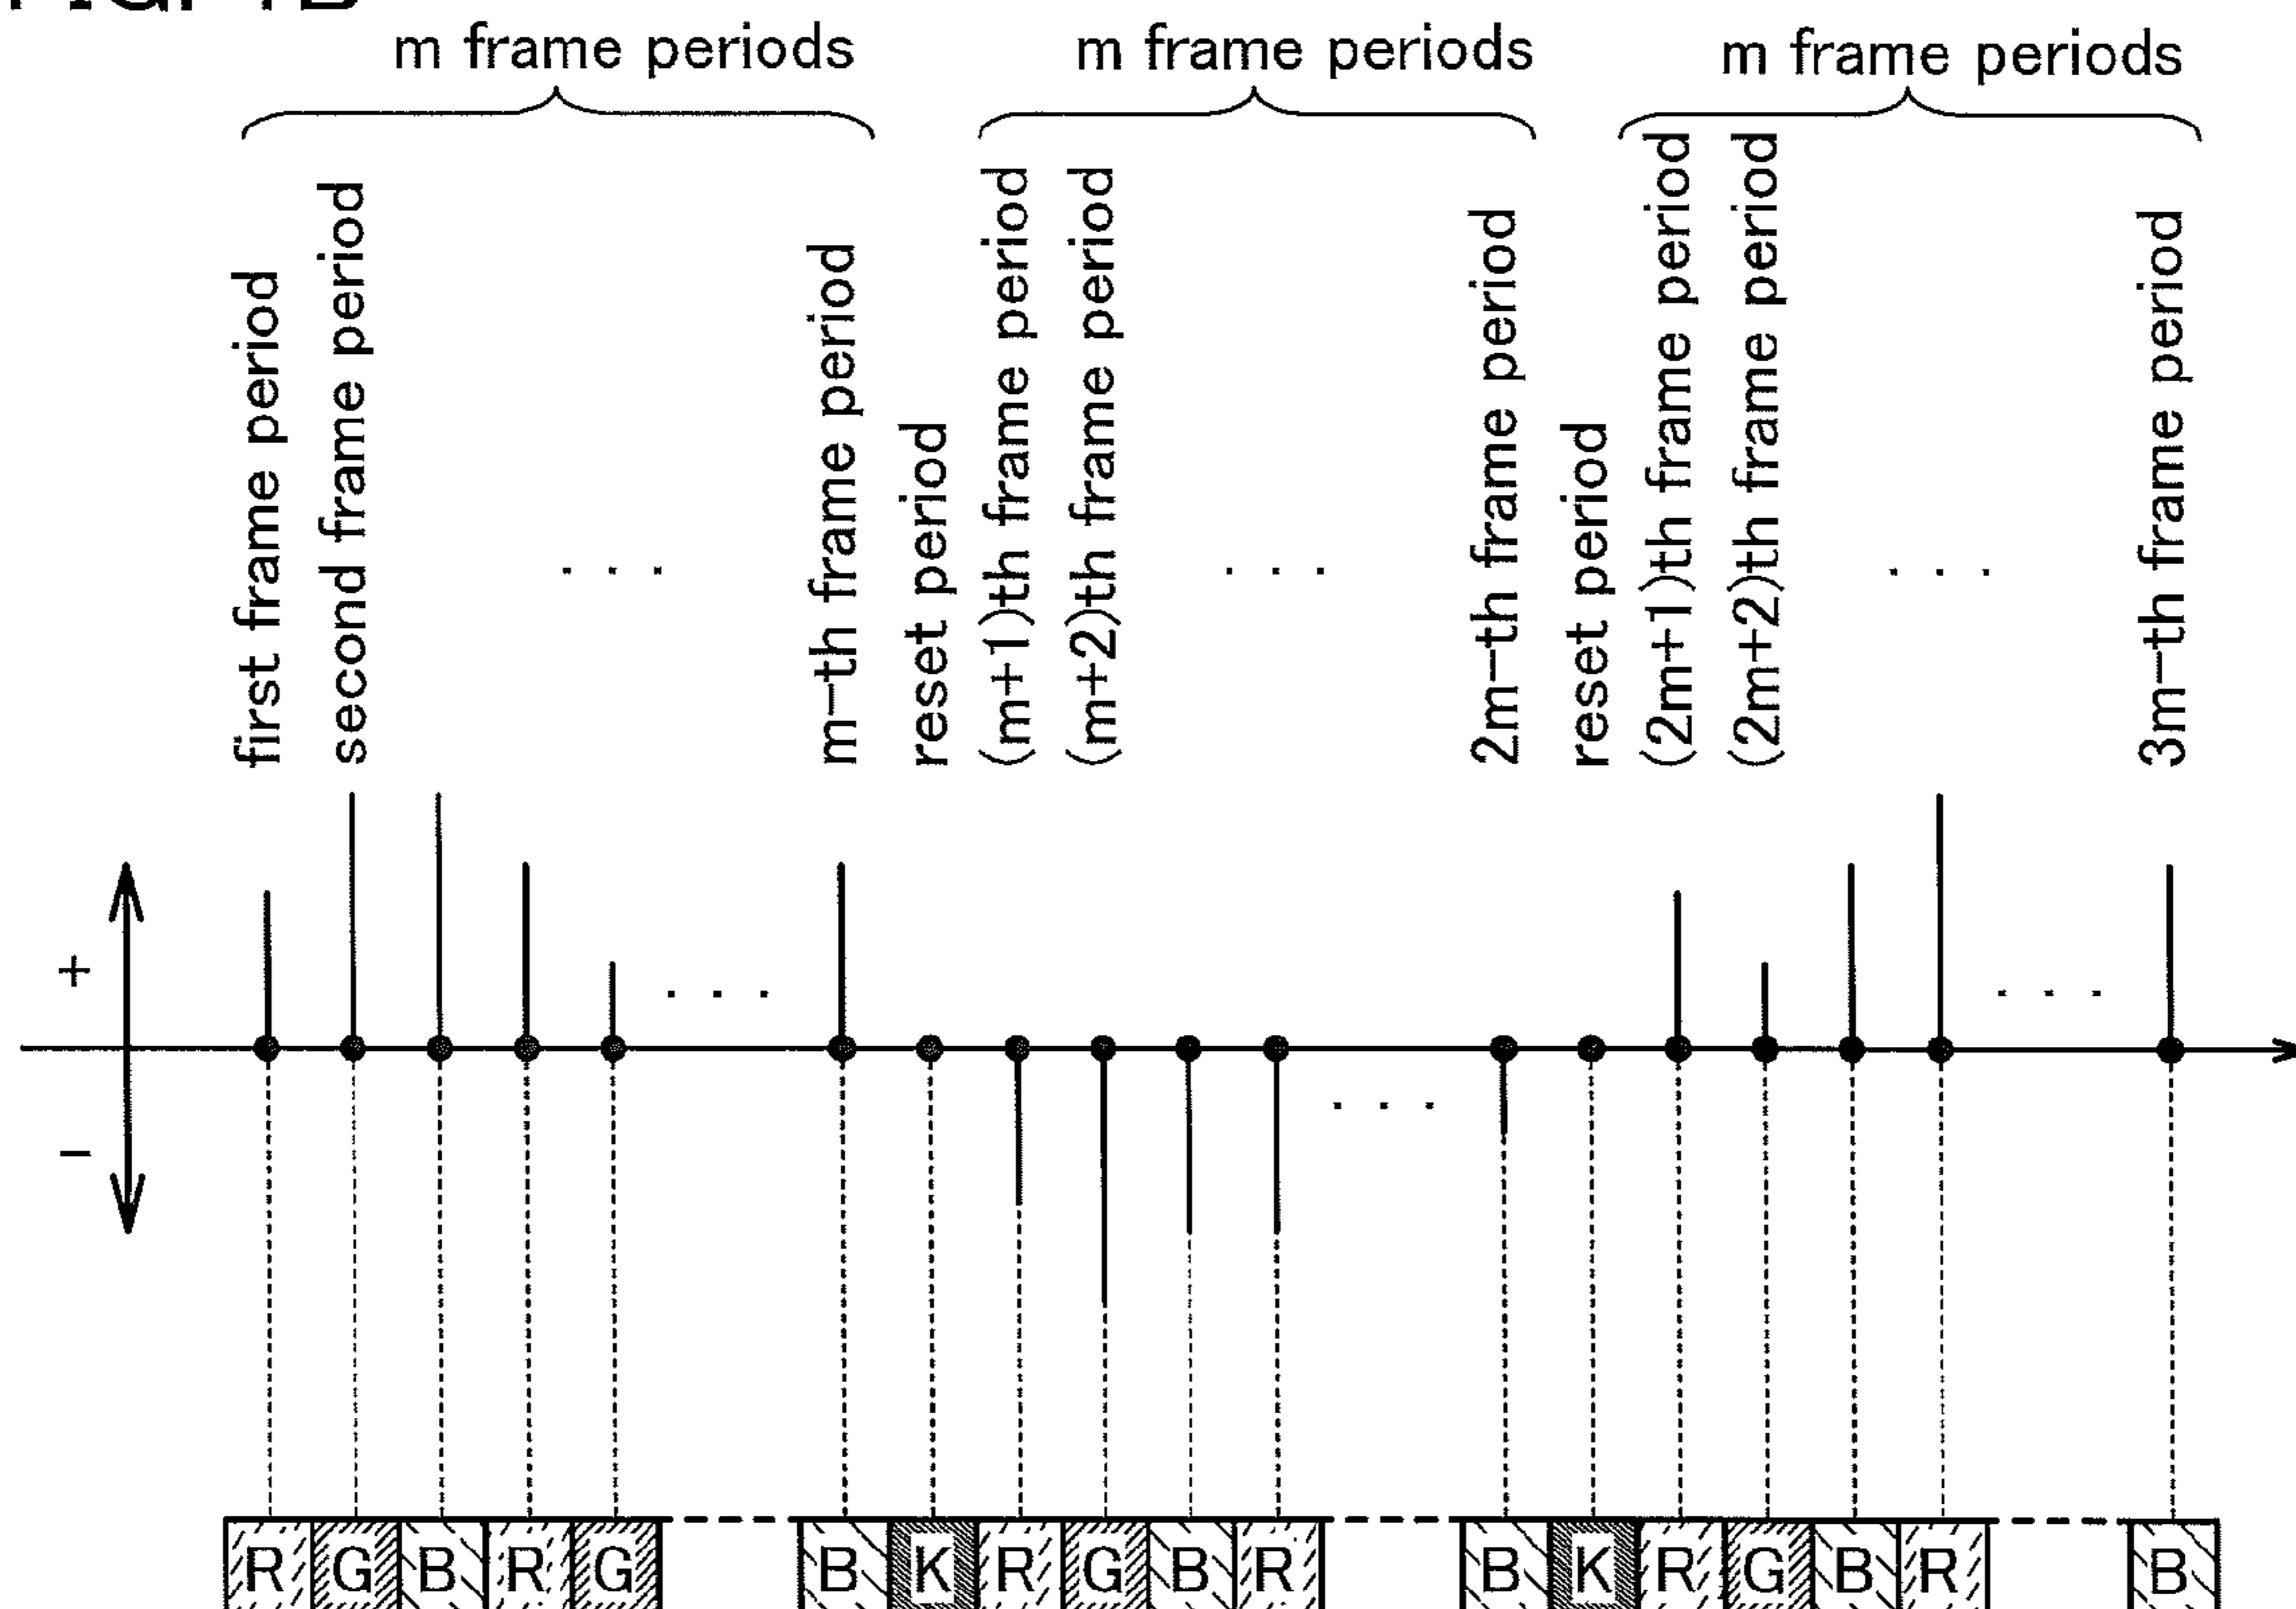 m frame periods m frame periods m frame periods
first frame period
second frame period
. . .
m-th frame period
reset period
(m+1)th frame period
(m+2)th frame period
. . .
2m-th frame period
reset period
(2m+1)th frame period
(2m+2)th frame period
. . .
3m-th frame period
+ . . . . . .
− . . .
R G B R G B K R G B R B K R G B R B